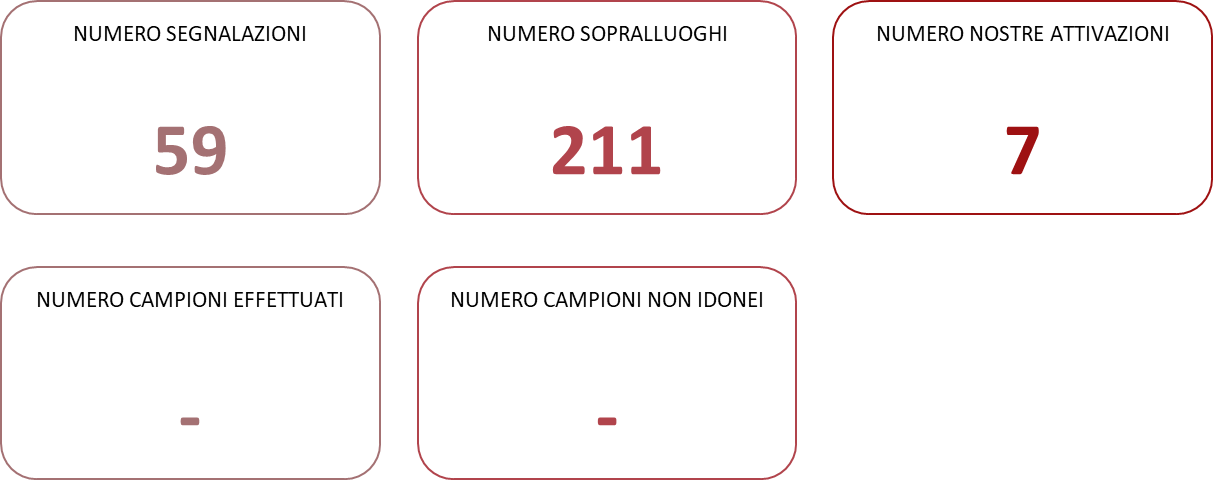 NUMERO SEGNALAZIONI
59
NUMERO SOPRALLUOGHI
211
NUMERO NOSTRE ATTIVAZIONI
7
NUMERO CAMPIONI EFFETTUATI
-
NUMERO CAMPIONI NON IDONEI
-